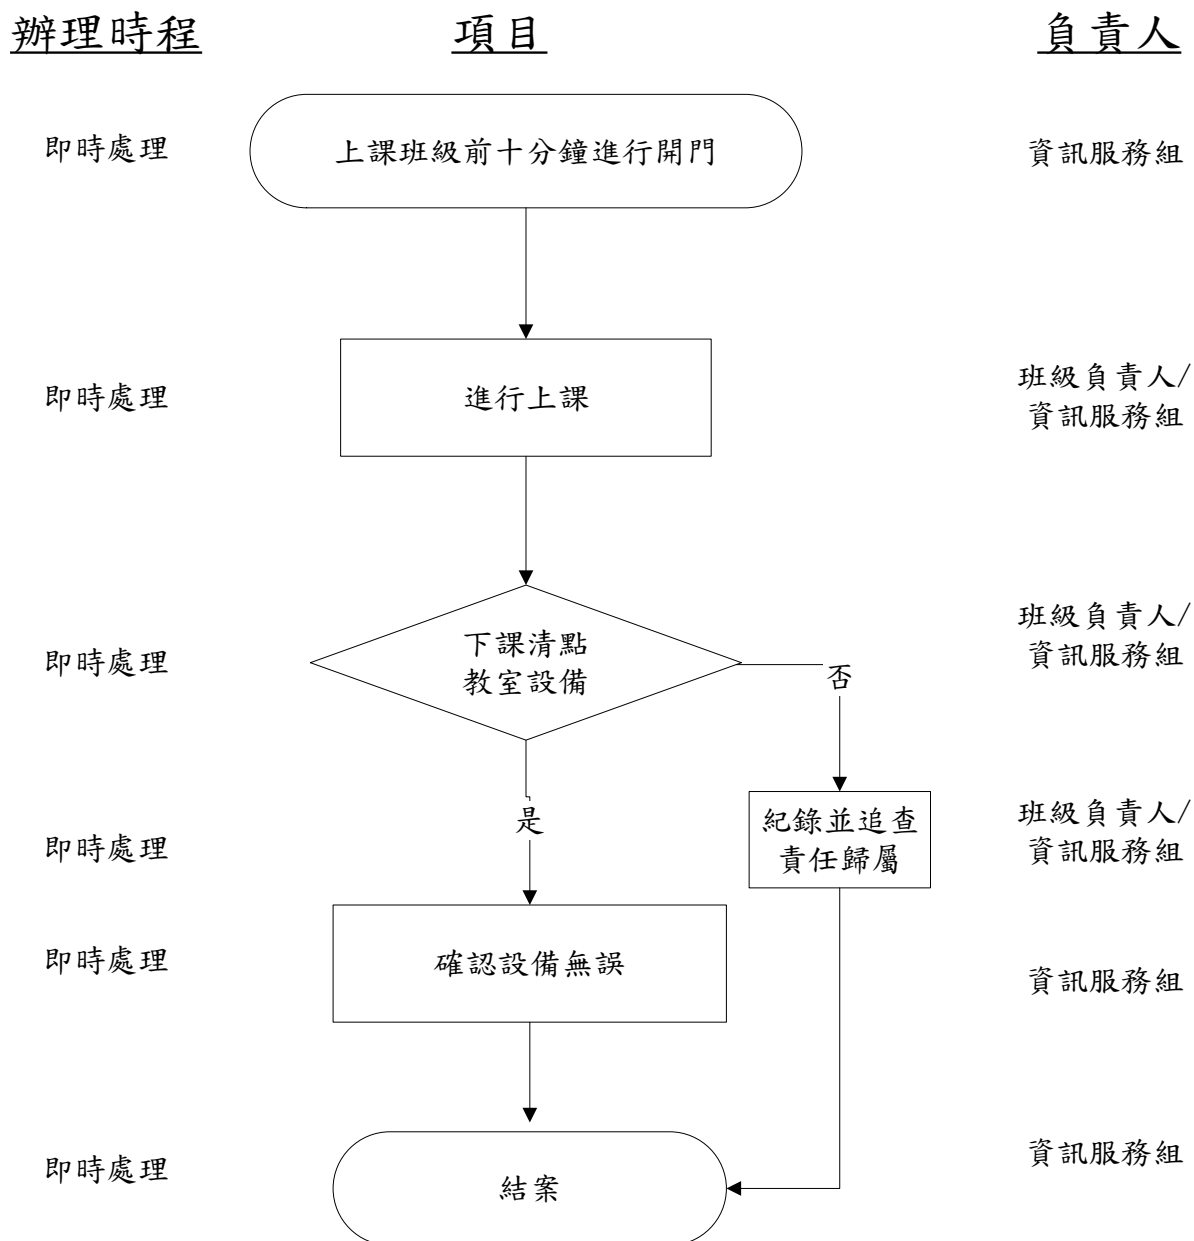 辦理時程
項目
負責人
即時處理
上課班級前十分鐘進行開門
資訊服務組
即時處理
進行上課
班級負責人/
資訊服務組
即時處理
下課清點
教室設備
否
班級負責人/
資訊服務組
即時處理
是
紀錄並追查
責任歸屬
班級負責人/
資訊服務組
即時處理
確認設備無誤
資訊服務組
即時處理
結案
資訊服務組